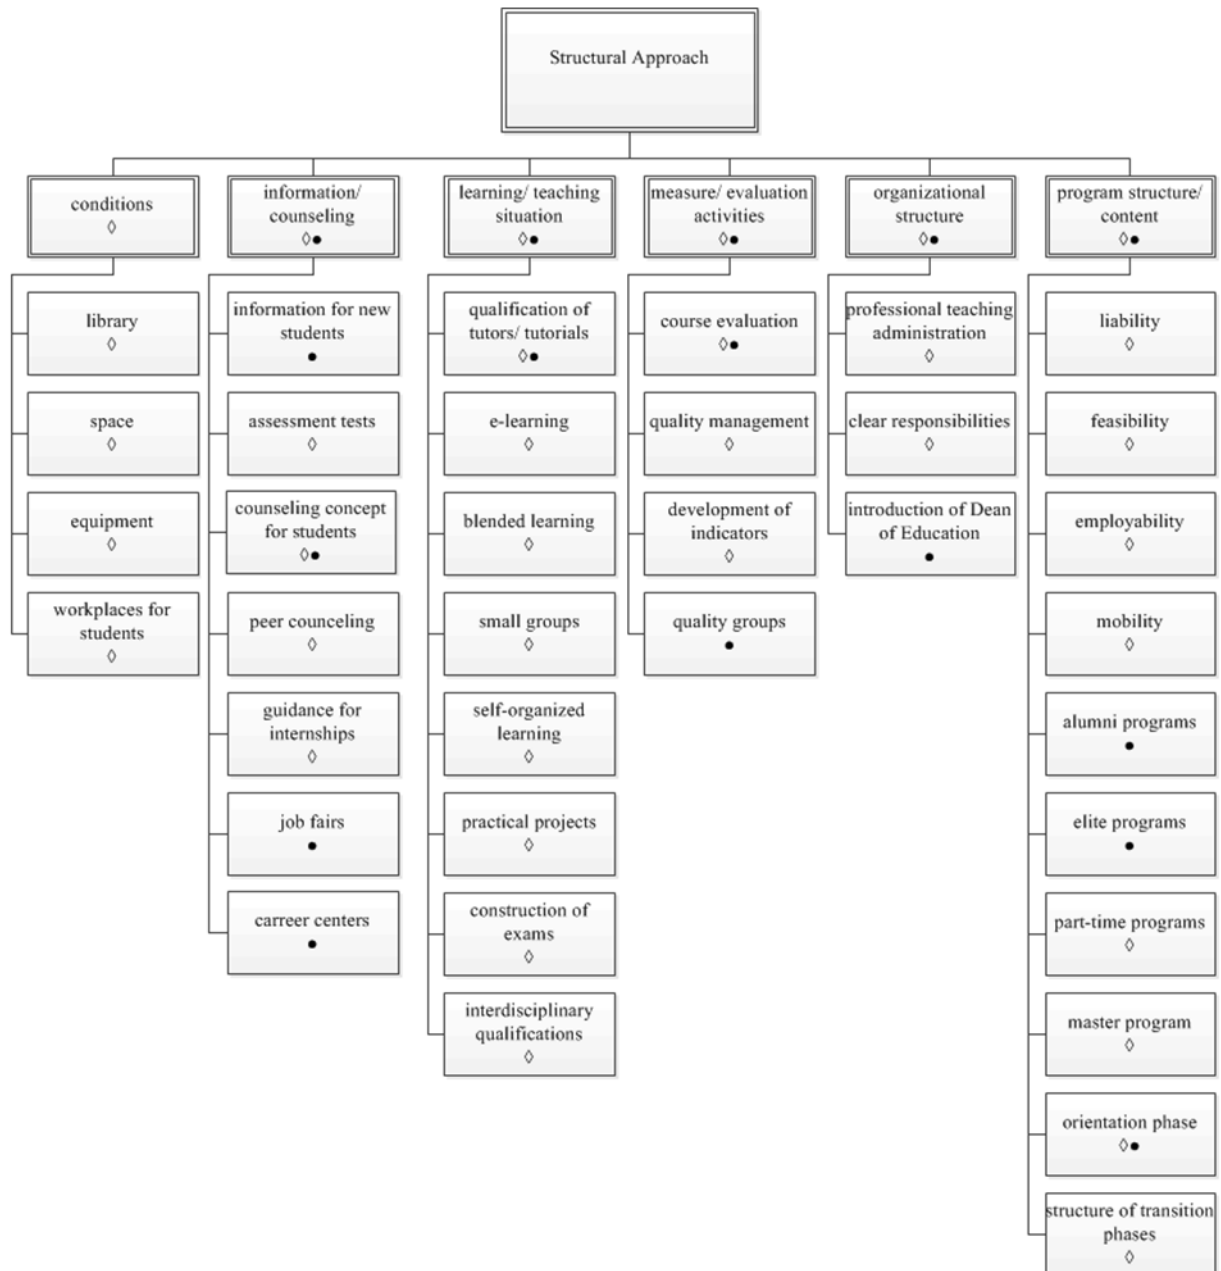 Structural Approach
conditions
◊
information/
counseling
◊●
learning/ teaching
situation
◊●
measure/ evaluation
activities
◊●
organizational
structure
◊●
program structure/
content
◊●
library
◊
space
◊
equipment
◊
workplaces for
students
◊
information for new
students
●
assessment tests
◊
counseling concept
for students
◊●
peer counceling
◊
guidance for
internships
◊
job fairs
●
carreer centers
●
qualification of
tutors/ tutorials
◊●
e-learning
◊
blended learning
◊
small groups
◊
self-organized
learning
◊
practical projects
◊
construction of
exams
◊
interdisciplinary
qualifications
◊
course evaluation
◊●
quality management
◊
development of
indicators
◊
quality groups
●
professional teaching
administration
◊
clear responsibilities
◊
introduction of Dean
of Education
●
liability
◊
feasibility
◊
employability
◊
mobility
◊
alumni programs
●
elite programs
●
part-time programs
◊
master program
◊
orientation phase
◊●
structure of transition
phases
◊